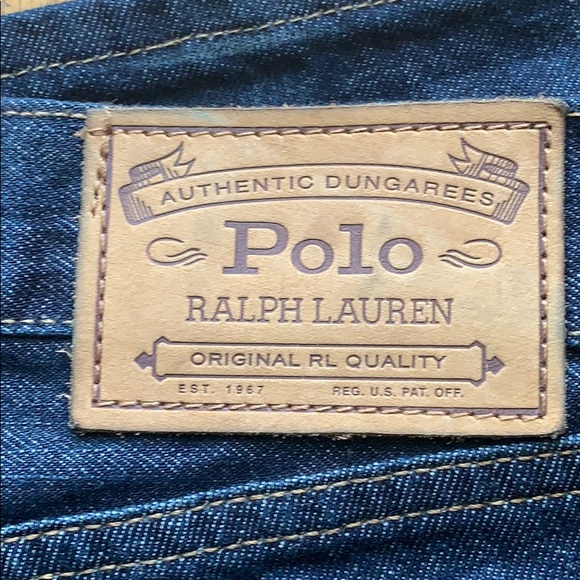 AUTHENTIC DUNGAREES
Polo
RALPH LAUREN
ORIGINAL RL QUALITY
EST. 1967 REG. U.S. PAT. OFF.